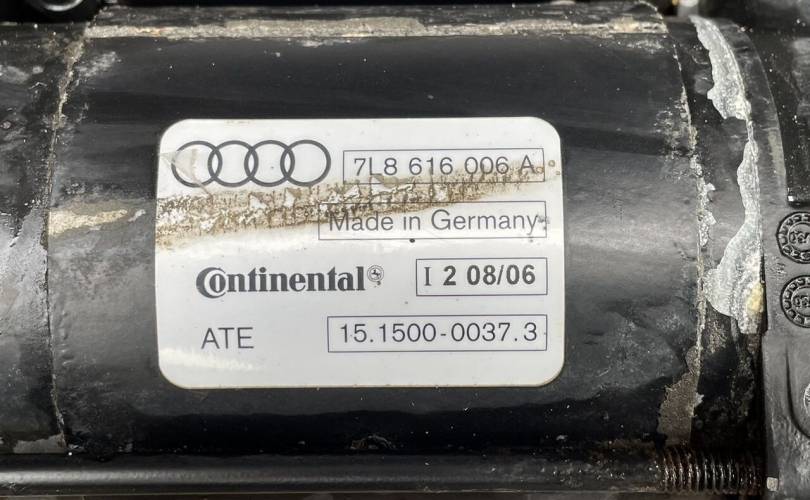 7L8 616 006 A
Made in Germany
Continental
I 2 08/06
ATE
15.1500-0037.3